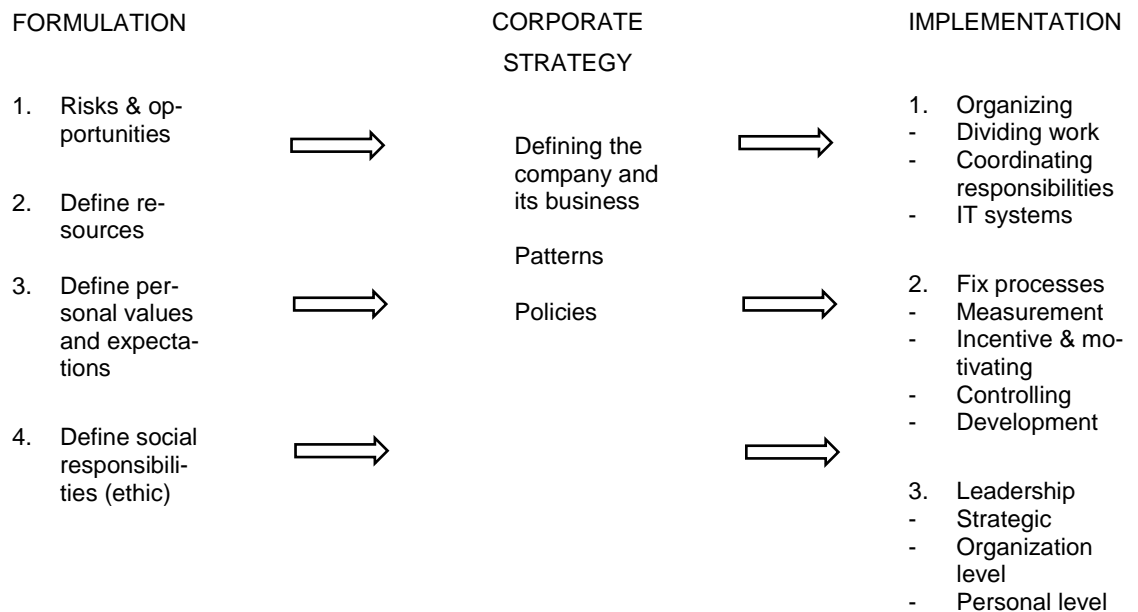 FORMULATION
1. Risks & op-
portunities
2. Define re-
sources
3. Define per-
sonal values
and expecta-
tions
4. Define social
responsibili-
ties (ethic)
CORPORATE
STRATEGY
Defining the
company and
its business
Patterns
Policies
IMPLEMENTATION
1. Organizing
- Dividing work
- Coordinating
responsibilities
- IT systems
2. Fix processes
- Measurement
- Incentive & mo-
tivating
- Controlling
- Development
3. Leadership
- Strategic
- Organization
level
- Personal level